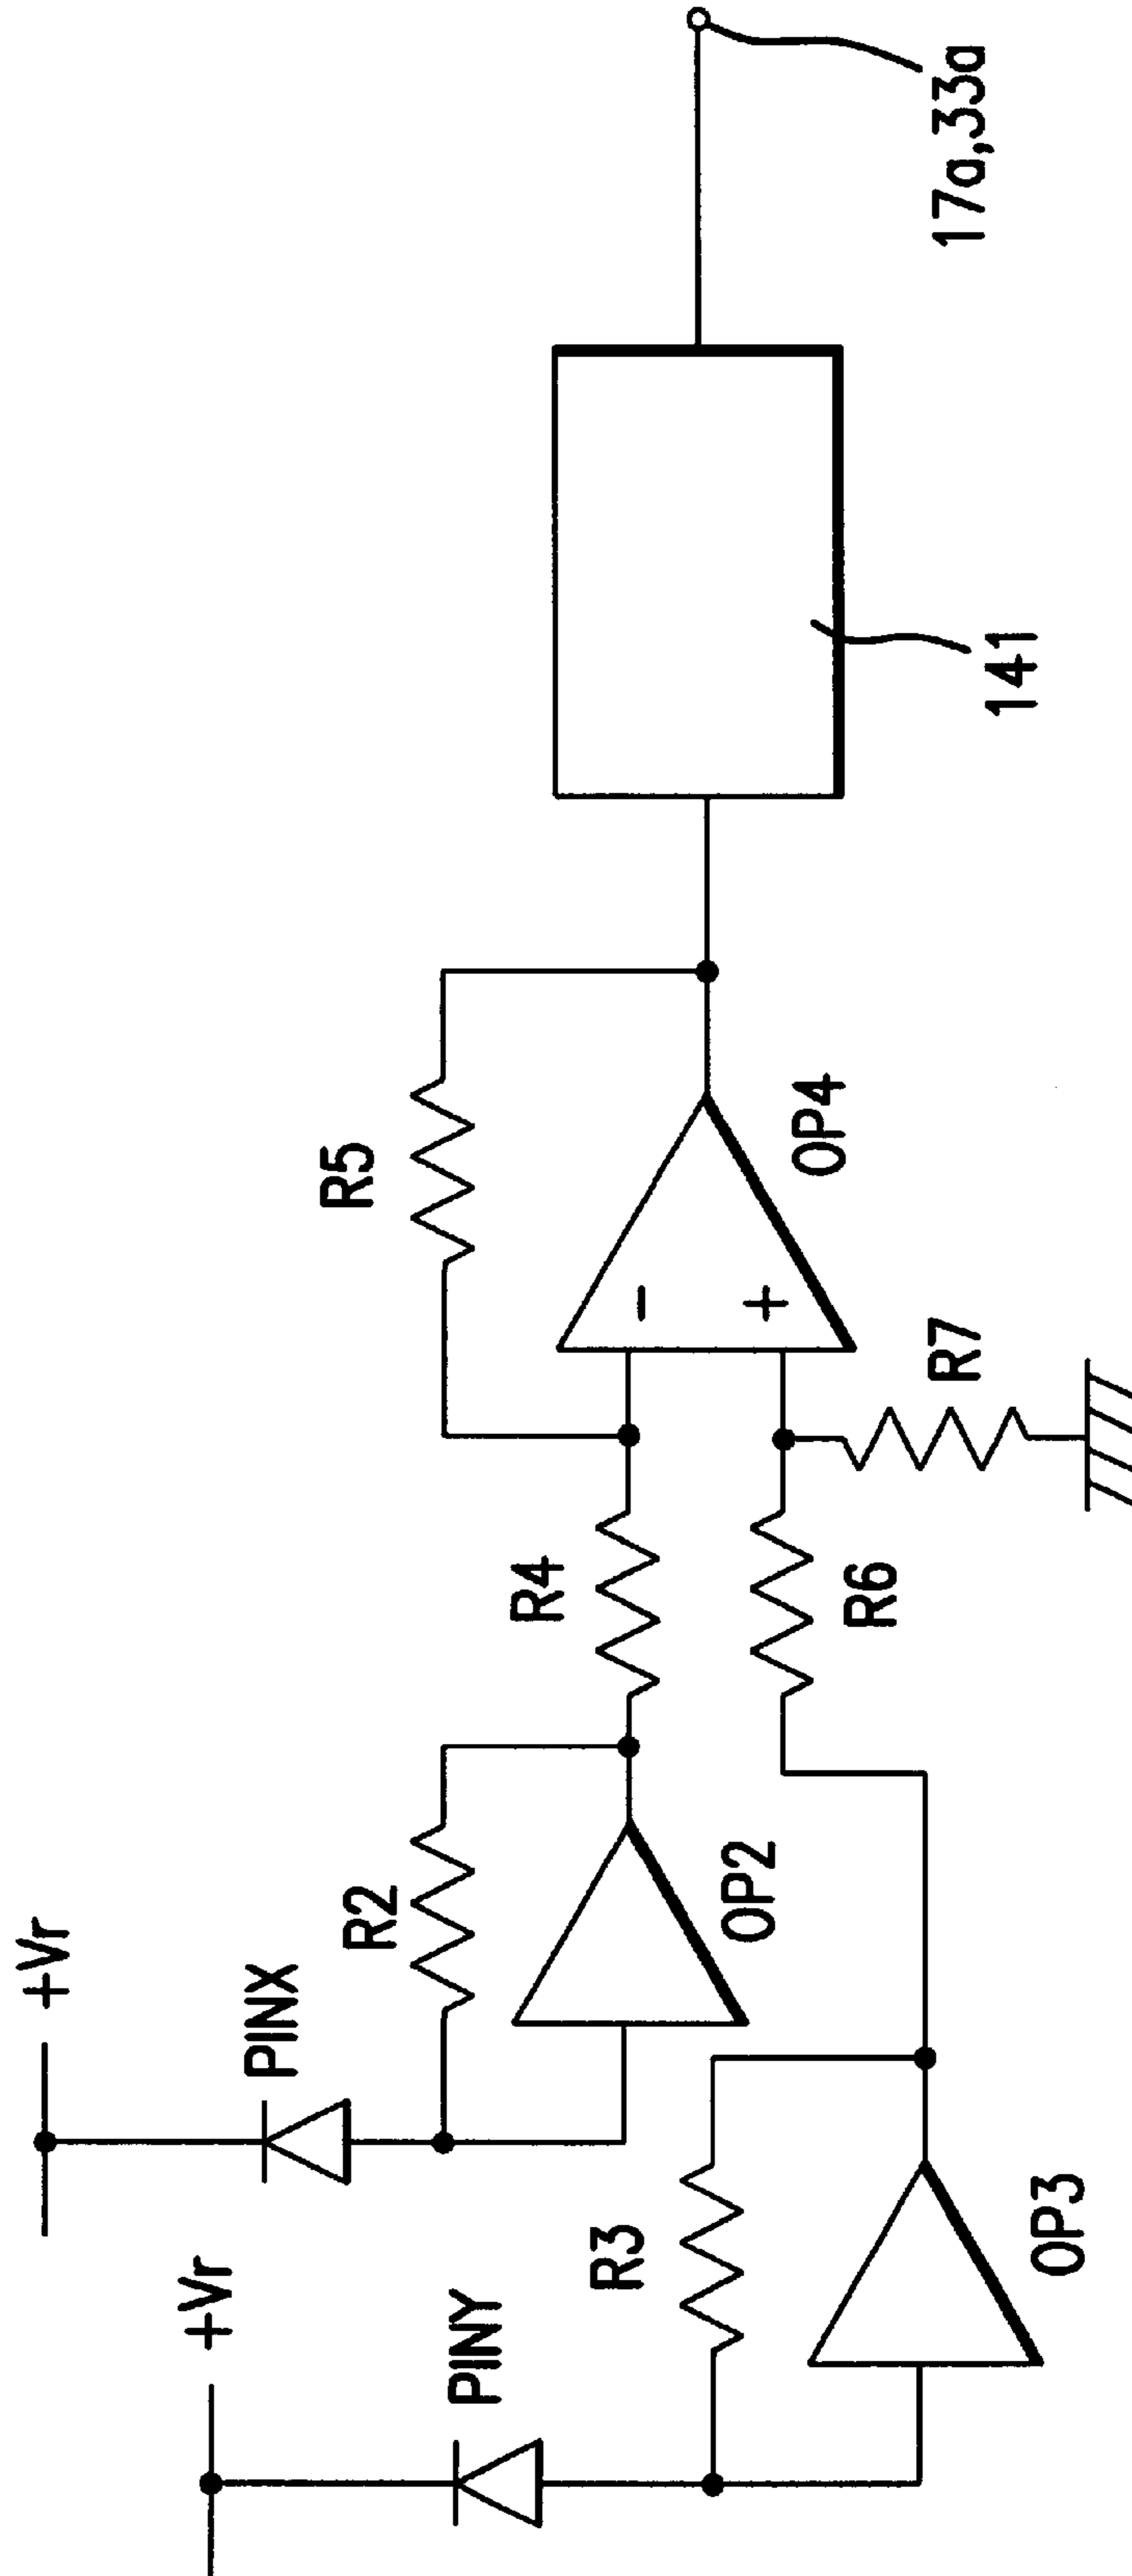 +Vr
PINX
+Vr
PINY
R2
OP2
R3
OP3
R4
R6
R5
-
+
OP4
R7
141
17a,33a